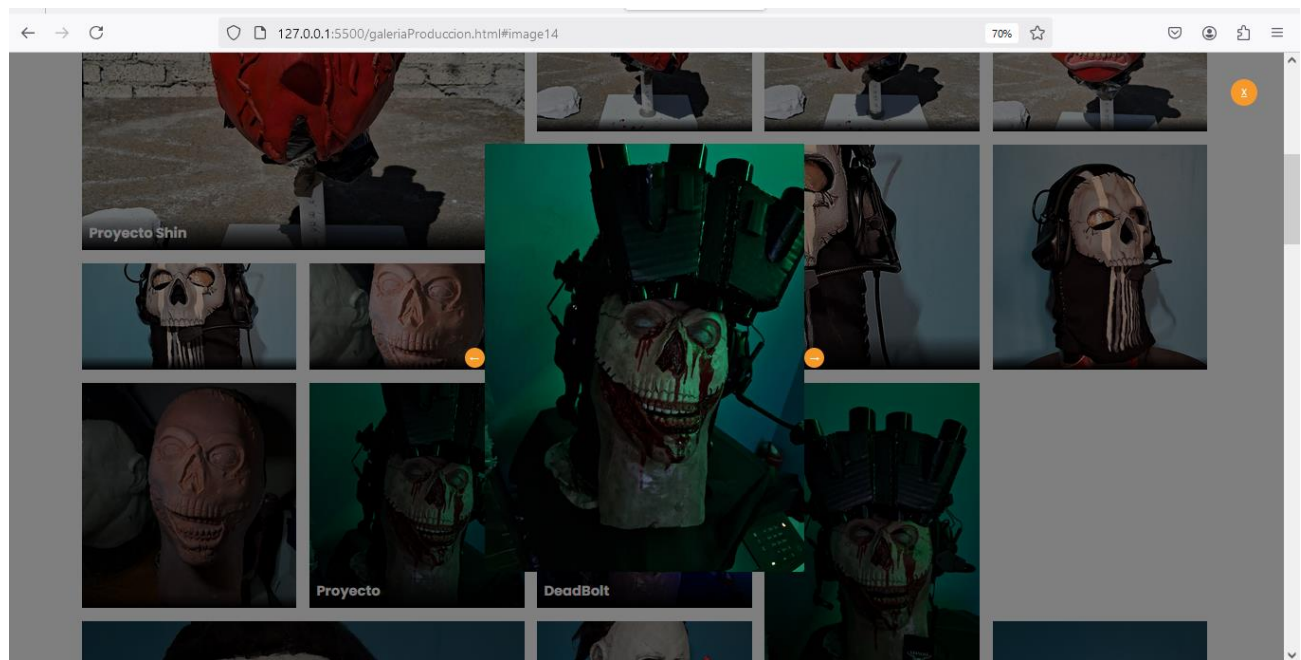 127.0.0.1:5500/galeriaProduccion.html#image14
70%
X
Proyecto Shin
←
→
Proyecto
DeadBolt